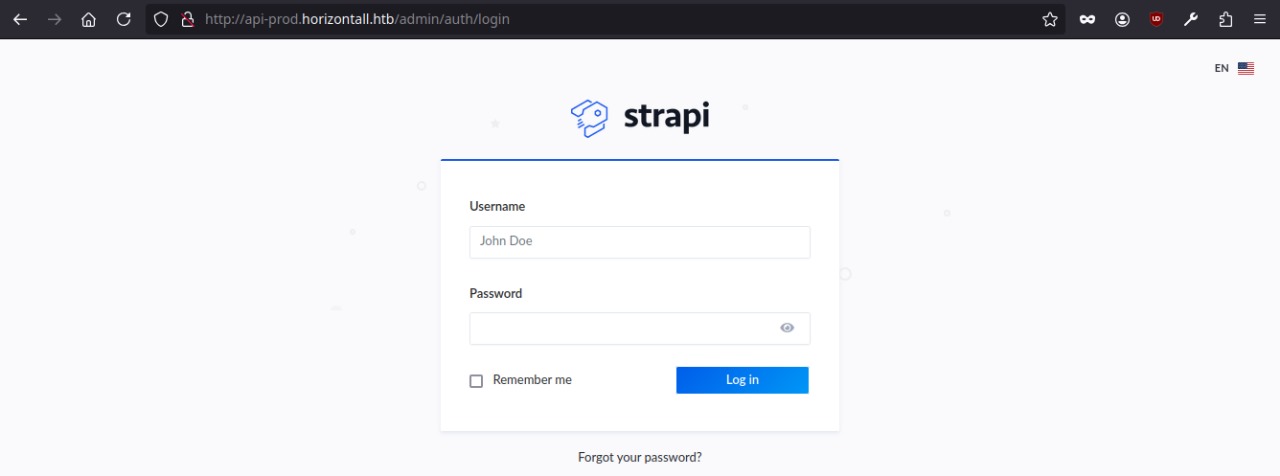 http://api-prod.horizontall.htb/admin/auth/login
EN
strapi
Username
John Doe
Password
Remember me
Log in
Forgot your password?